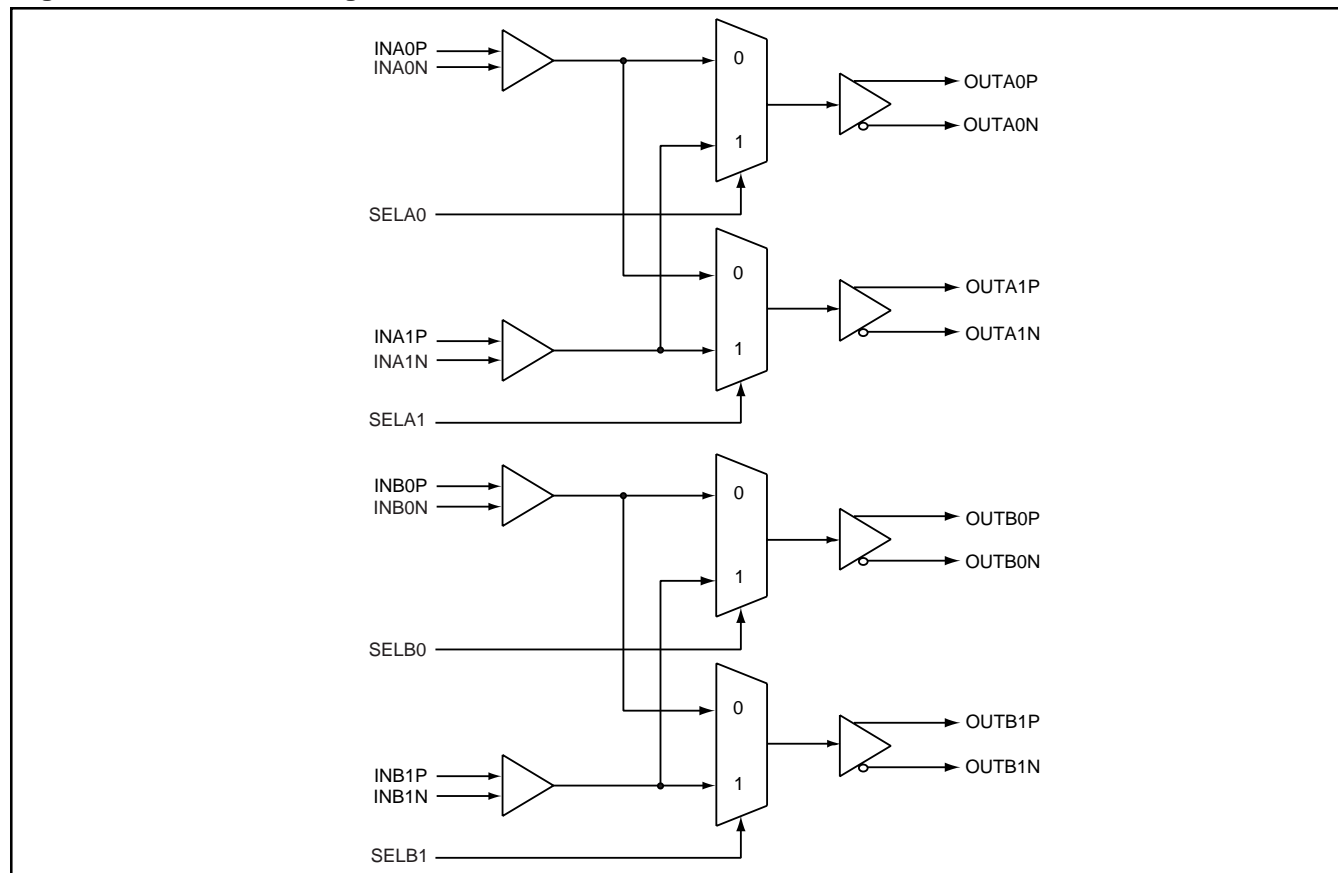 INA0P
INA0N
0
OUTA0P
OUTA0N
1
SELA0
0
OUTA1P
INA1P
OUTA1N
INA1N
1
SELA1
INB0P
INB0N
0
OUTB0P
OUTB0N
1
SELB0
0
OUTB1P
INB1P
OUTB1N
INB1N
1
SELB1